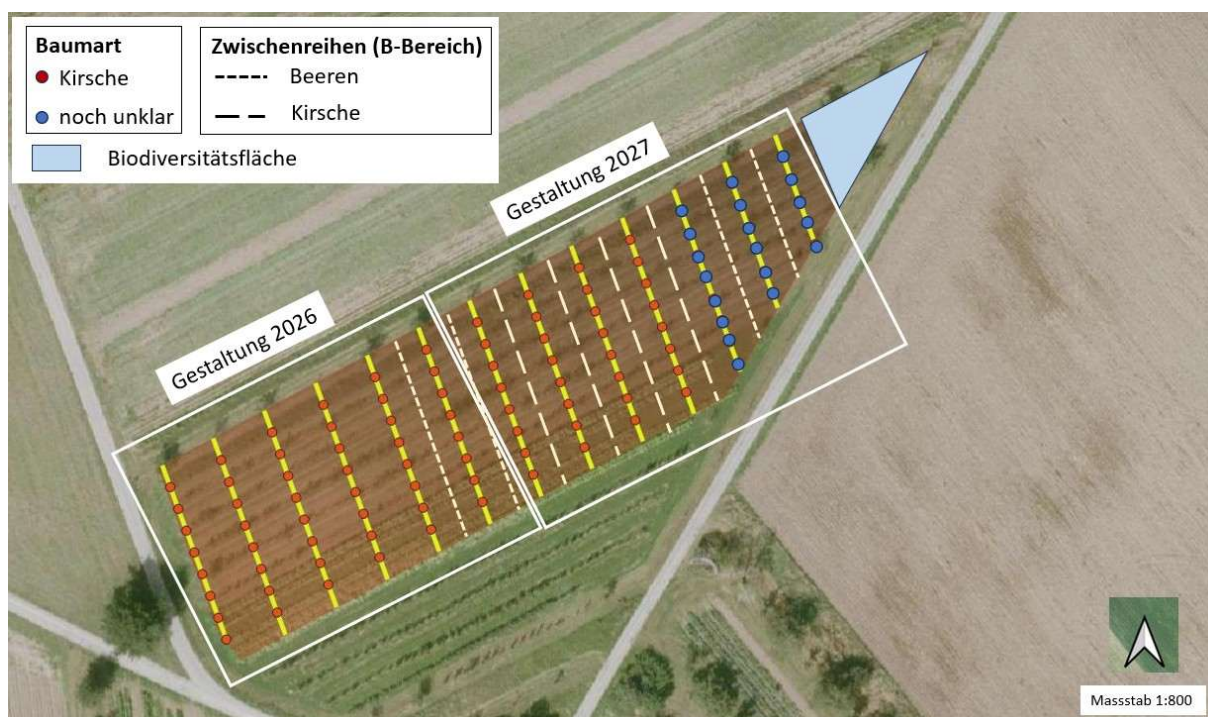 Baumart
Kirsche
noch unklar
Zwischenreihen (B-Bereich)
Beeren
Kirsche
Biodiversitätsfläche
Gestaltung 2027
Gestaltung 2026
Massstab 1:800